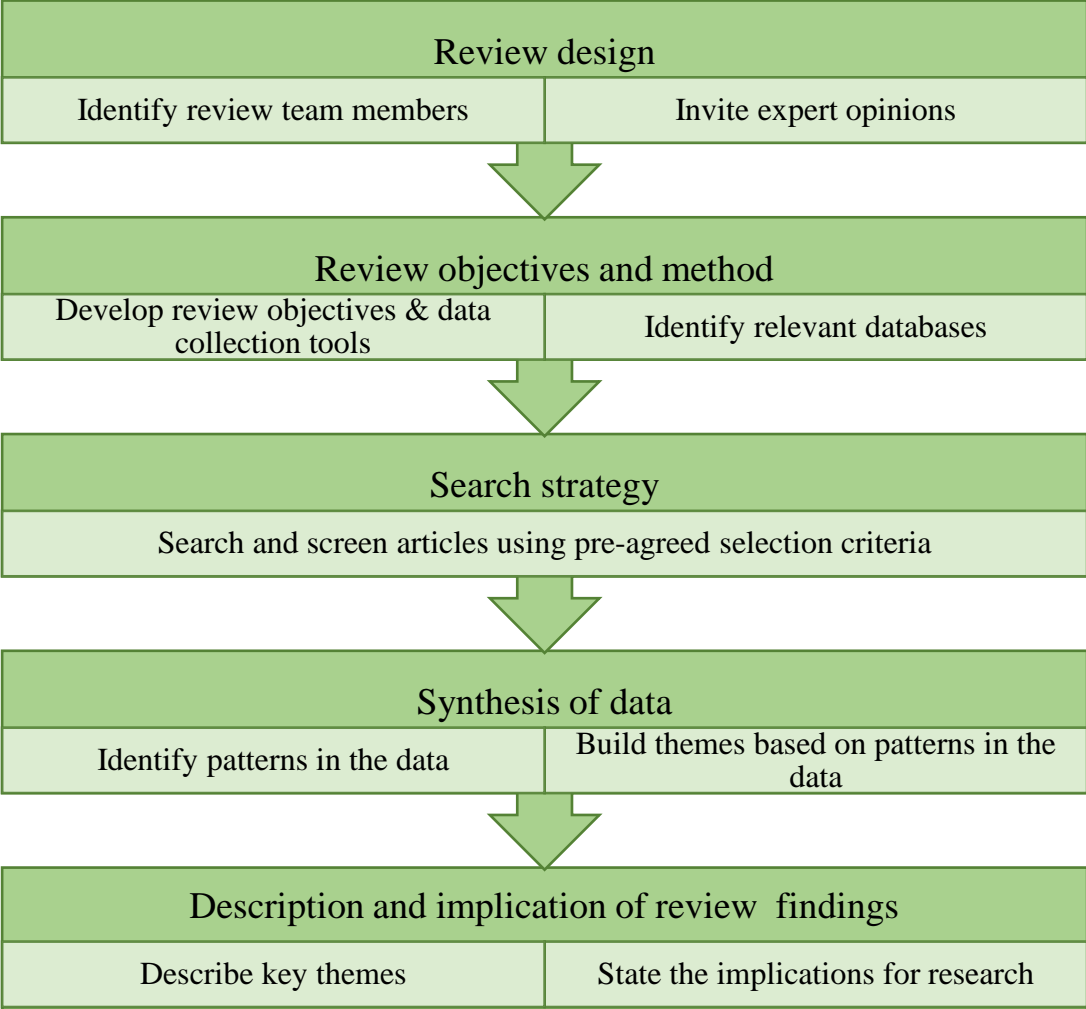 Review design
Identify review team members
Invite expert opinions
Review objectives and method
Develop review objectives & data
collection tools
Identify relevant databases
Search strategy
Search and screen articles using pre-agreed selection criteria
Synthesis of data
Identify patterns in the data
Build themes based on patterns in the
data
Description and implication of review  findings
Describe key themes
State the implications for research